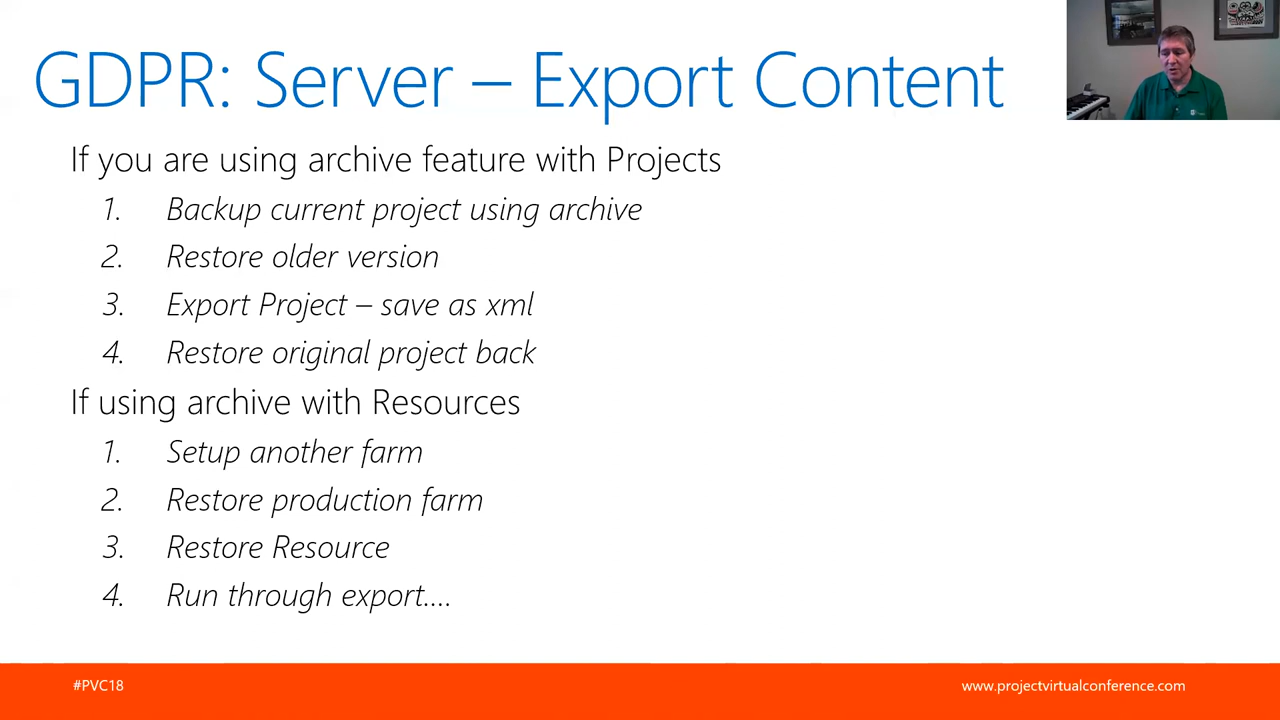 GDPR: Server – Export Content
If you are using archive feature with Projects
1. Backup current project using archive
2. Restore older version
3. Export Project – save as xml
4. Restore original project back
If using archive with Resources
1. Setup another farm
2. Restore production farm
3. Restore Resource
4. Run through export....
#PVC18
www.projectvirtualconference.com